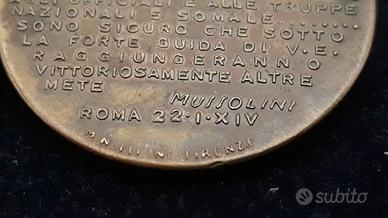 GLI UFFICIALI E ALLE TRUPPE
NAZIONALI E SOMALE........
SONO SICURO CHE SOTTO
LA FORTE GUIDA DI V.E.
RAGGIUNGERANNO
VITTORIOSAMENTE ALTRE
METE
MUSSOLINI
ROMA 22·I·XIV
FIRENZE
subito